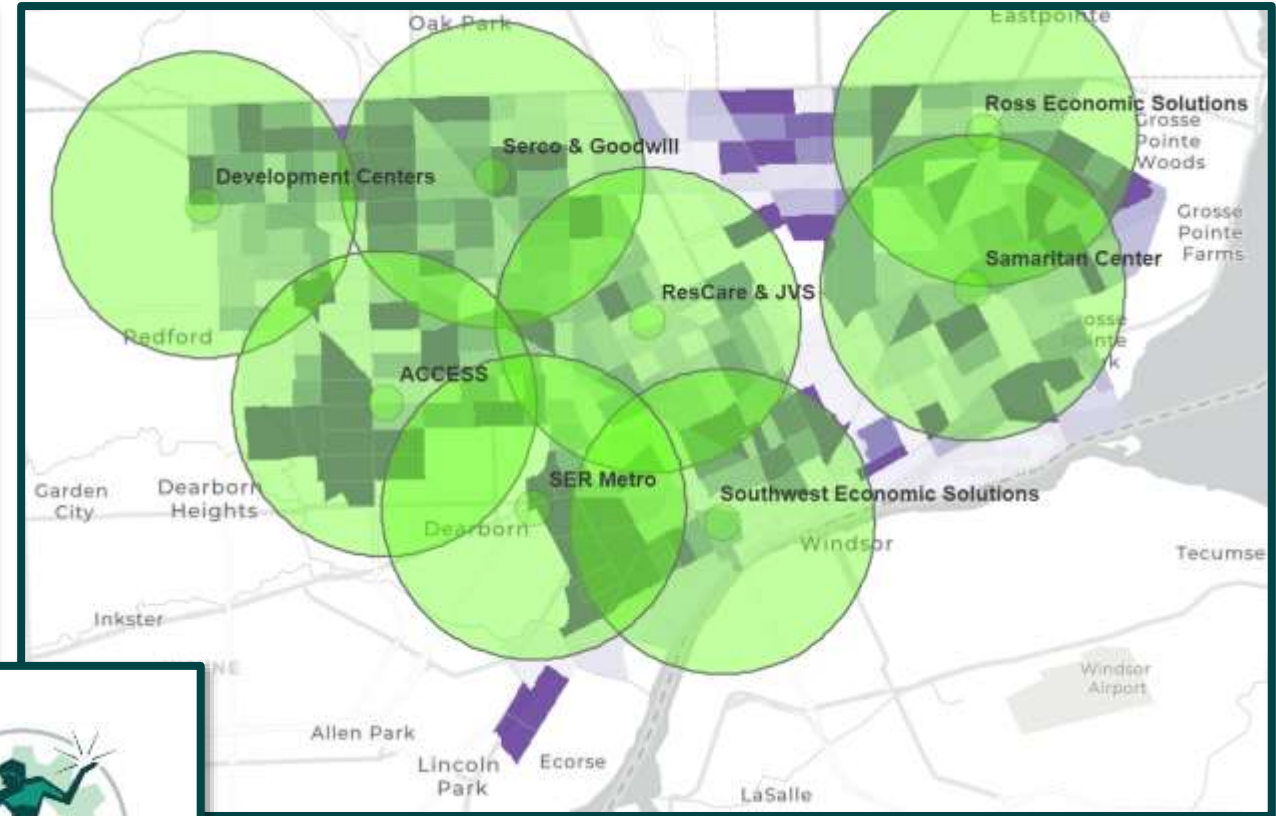 Oak Park
Eastpointe
Ross Economic Solutions
Grosse
Pointe
Woods
Serco & Goodwill
Development Centers
Grosse
Pointe
Farms
Samaritan Center
ResCare & JVS
Redford
ACCESS
SER Metro
Southwest Economic Solutions
Garden
City
Dearborn
Heights
Dearborn
Windsor
Tecumse
Inkster
Windsor
Airport
Allen Park
Lincoln
Park
Ecorse
LaSalle